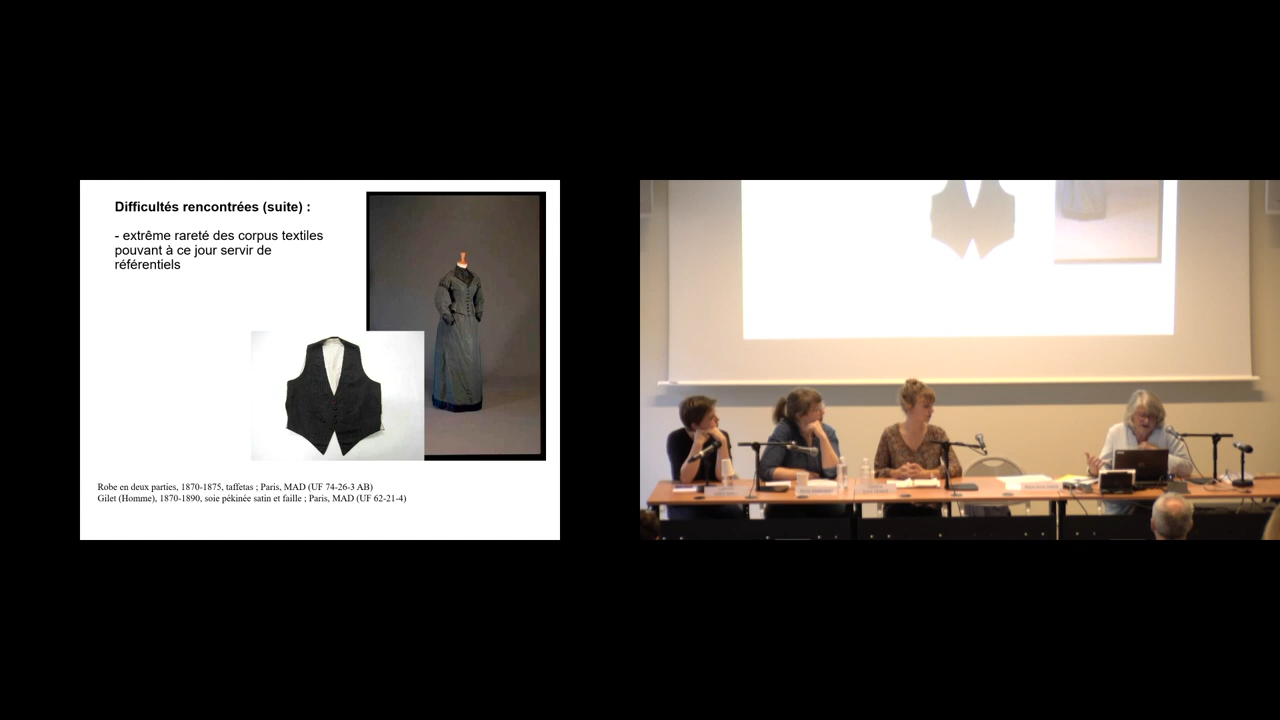 Difficultés rencontrées (suite) :
- extrême rareté des corpus textiles
pouvant à ce jour servir de
référentiels
Robe en deux parties, 1870-1875, taffetas ; Paris, MAD (UF 74-26-3 AB)
Gilet (Homme), 1870-1890, soie pékinée satin et faille ; Paris, MAD (UF 62-21-4)